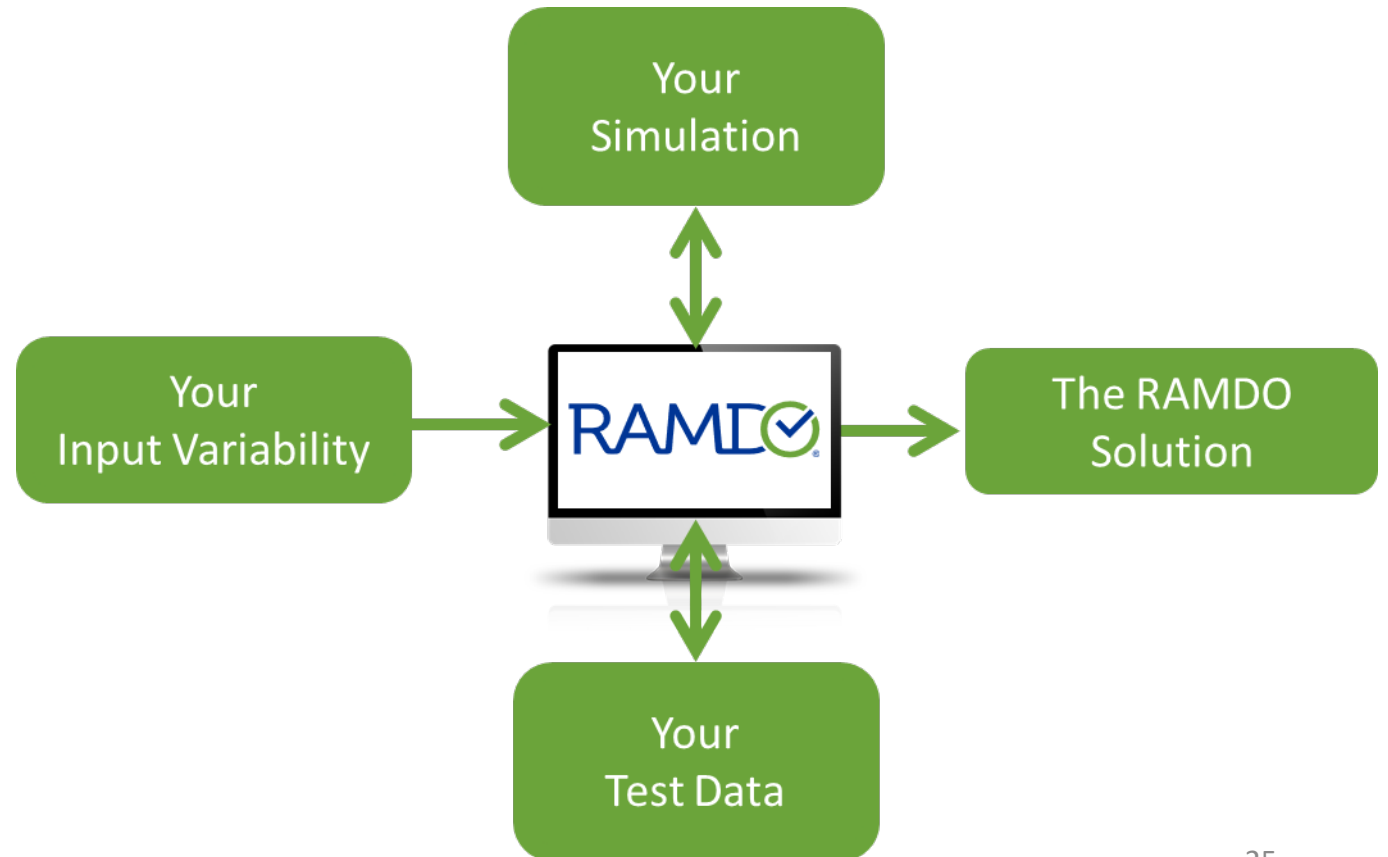 Your
Simulation
Your
Input Variability
RAMDO®
The RAMDO
Solution
Your
Test Data